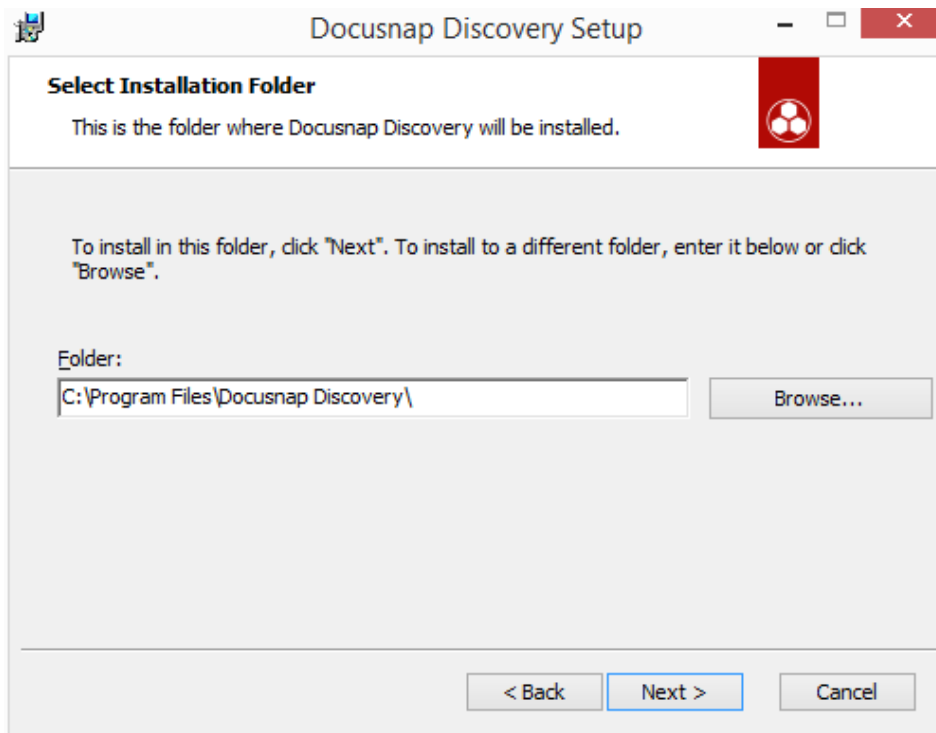 Docusnap Discovery Setup
Select Installation Folder
This is the folder where Docusnap Discovery will be installed.
To install in this folder, click "Next". To install to a different folder, enter it below or click
"Browse".
Folder:
C:\Program Files\Docusnap Discovery\
Browse...
< Back
Next >
Cancel